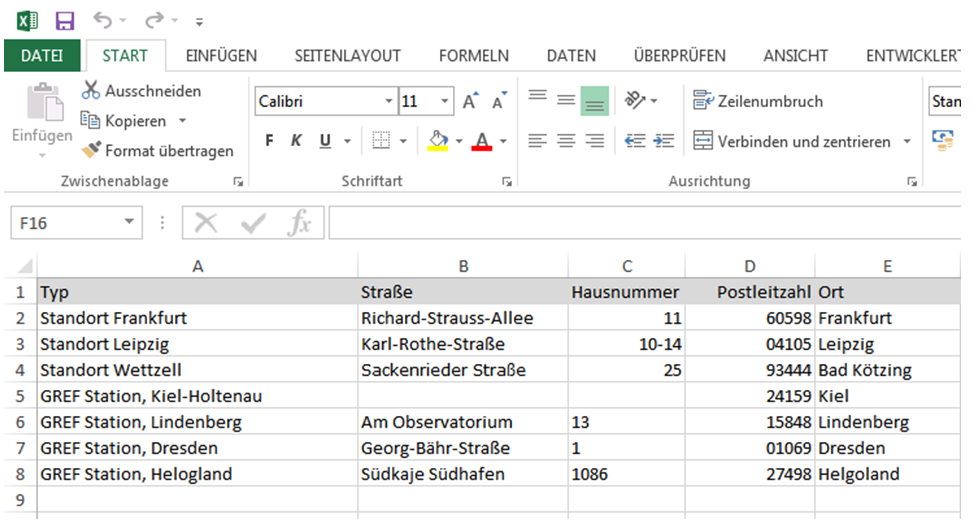 DATEI START EINFÜGEN SEITENLAYOUT FORMELN DATEN ÜBERPRÜFEN ANSICHT ENTWICKLERT
Einfügen
Ausschneiden
Kopieren
Format übertragen
Zwischenablage
Calibri 11
F K U
Schriftart
Zeilenumbruch
Verbinden und zentrieren
Ausrichtung
Stan
F16 fx
A B C D E
1 Typ Straße Hausnummer Postleitzahl Ort
2 Standort Frankfurt Richard-Strauss-Allee 11 60598 Frankfurt
3 Standort Leipzig Karl-Rothe-Straße 10-14 04105 Leipzig
4 Standort Wettzell Sackenrieder Straße 25 93444 Bad Kötzing
5 GREF Station, Kiel-Holtenau 24159 Kiel
6 GREF Station, Lindenberg Am Observatorium 13 15848 Lindenberg
7 GREF Station, Dresden Georg-Bähr-Straße 1 01069 Dresden
8 GREF Station, Helogland Südkaje Südhafen 1086 27498 Helgoland
9